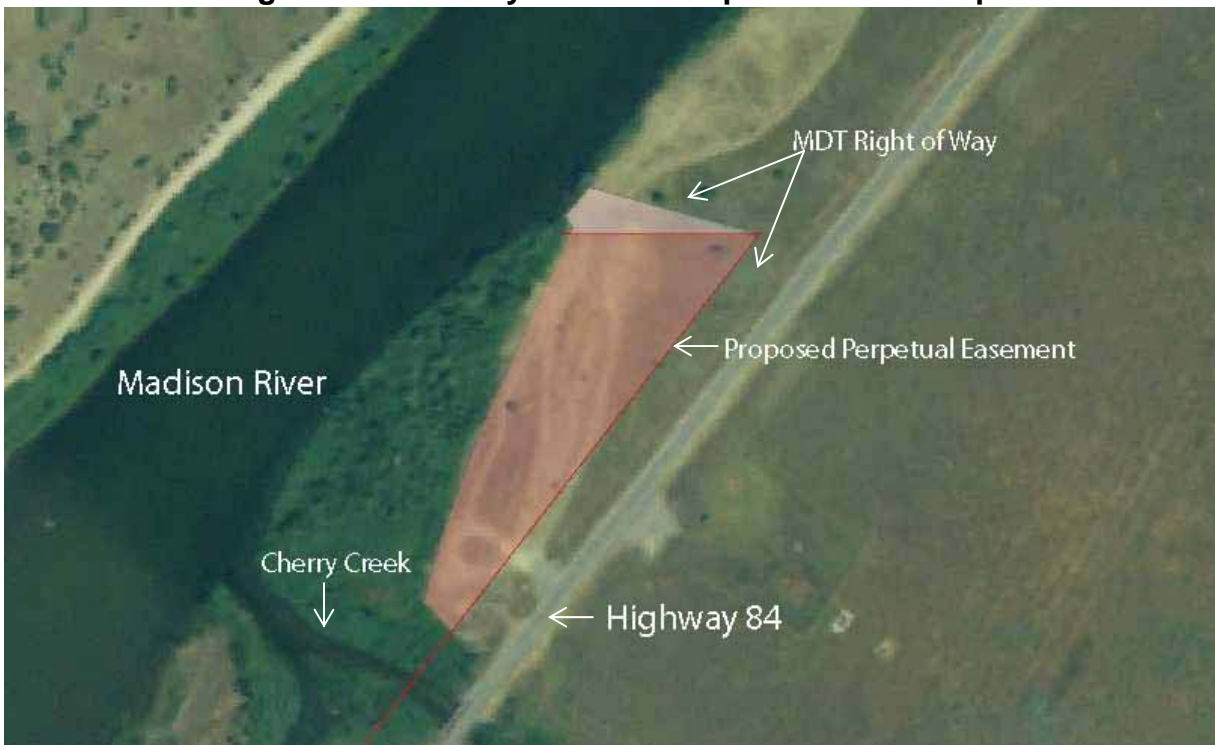 MDT Right of Way
Proposed Perpetual Easement
Madison River
Cherry Creek
Highway 84